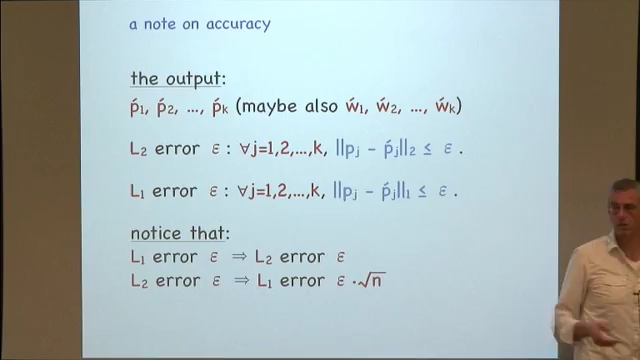 a note on accuracy
the output:
ṕ₁, ṕ₂, ..., ṕₖ (maybe also ẃ₁, ẃ₂, ..., ẃₖ)
L₂ error ε : ∀j=1,2,...,k, ||pⱼ - ṕⱼ||₂ ≤ ε .
L₁ error ε : ∀j=1,2,...,k, ||pⱼ - ṕⱼ||₁ ≤ ε .
notice that:
L₁ error ε ⇒ L₂ error ε
L₂ error ε ⇒ L₁ error ε ·√n